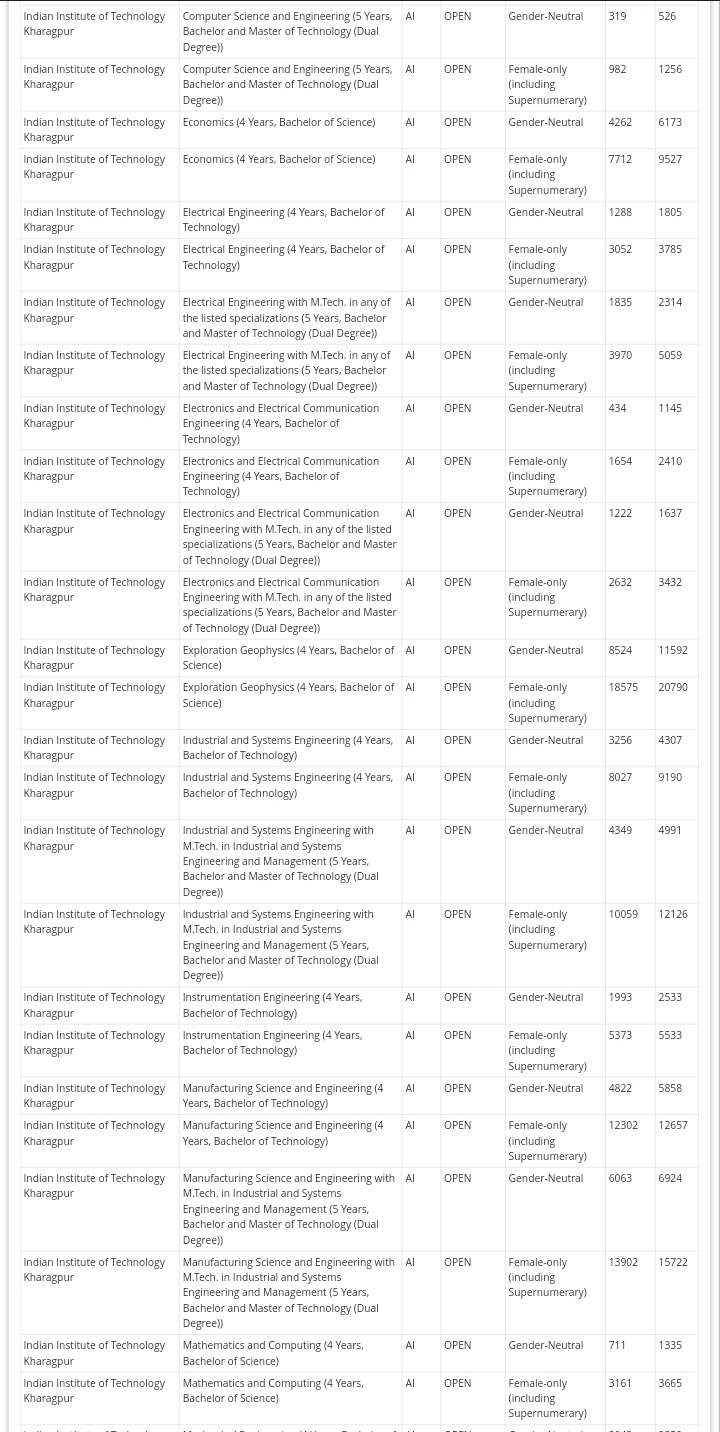 Indian Institute of Technology Kharagpur Computer Science and Engineering (5 Years, Bachelor and Master of Technology (Dual Degree)) AI OPEN Gender-Neutral 319 526
Indian Institute of Technology Kharagpur Computer Science and Engineering (5 Years, Bachelor and Master of Technology (Dual Degree)) AI OPEN Female-only (including Supernumerary) 982 1256
Indian Institute of Technology Kharagpur Economics (4 Years, Bachelor of Science) AI OPEN Gender-Neutral 4262 6173
Indian Institute of Technology Kharagpur Economics (4 Years, Bachelor of Science) AI OPEN Female-only (including Supernumerary) 7712 9527
Indian Institute of Technology Kharagpur Electrical Engineering (4 Years, Bachelor of Technology) AI OPEN Gender-Neutral 1288 1805
Indian Institute of Technology Kharagpur Electrical Engineering (4 Years, Bachelor of Technology) AI OPEN Female-only (including Supernumerary) 3052 3785
Indian Institute of Technology Kharagpur Electrical Engineering with M.Tech. in any of the listed specializations (5 Years, Bachelor and Master of Technology (Dual Degree)) AI OPEN Gender-Neutral 1835 2314
Indian Institute of Technology Kharagpur Electrical Engineering with M.Tech. in any of the listed specializations (5 Years, Bachelor and Master of Technology (Dual Degree)) AI OPEN Female-only (including Supernumerary) 3970 5059
Indian Institute of Technology Kharagpur Electronics and Electrical Communication Engineering (4 Years, Bachelor of Technology) AI OPEN Gender-Neutral 434 1145
Indian Institute of Technology Kharagpur Electronics and Electrical Communication Engineering (4 Years, Bachelor of Technology) AI OPEN Female-only (including Supernumerary) 1654 2410
Indian Institute of Technology Kharagpur Electronics and Electrical Communication Engineering with M.Tech. in any of the listed specializations (5 Years, Bachelor and Master of Technology (Dual Degree)) AI OPEN Gender-Neutral 1222 1637
Indian Institute of Technology Kharagpur Electronics and Electrical Communication Engineering with M.Tech. in any of the listed specializations (5 Years, Bachelor and Master of Technology (Dual Degree)) AI OPEN Female-only (including Supernumerary) 2632 3432
Indian Institute of Technology Kharagpur Exploration Geophysics (4 Years, Bachelor of Science) AI OPEN Gender-Neutral 8524 11592
Indian Institute of Technology Kharagpur Exploration Geophysics (4 Years, Bachelor of Science) AI OPEN Female-only (including Supernumerary) 18575 20790
Indian Institute of Technology Kharagpur Industrial and Systems Engineering (4 Years, Bachelor of Technology) AI OPEN Gender-Neutral 3256 4307
Indian Institute of Technology Kharagpur Industrial and Systems Engineering (4 Years, Bachelor of Technology) AI OPEN Female-only (including Supernumerary) 8027 9190
Indian Institute of Technology Kharagpur Industrial and Systems Engineering with M.Tech. in Industrial and Systems Engineering and Management (5 Years, Bachelor and Master of Technology (Dual Degree)) AI OPEN Gender-Neutral 4349 4991
Indian Institute of Technology Kharagpur Industrial and Systems Engineering with M.Tech. in Industrial and Systems Engineering and Management (5 Years, Bachelor and Master of Technology (Dual Degree)) AI OPEN Female-only (including Supernumerary) 10059 12126
Indian Institute of Technology Kharagpur Instrumentation Engineering (4 Years, Bachelor of Technology) AI OPEN Gender-Neutral 1993 2533
Indian Institute of Technology Kharagpur Instrumentation Engineering (4 Years, Bachelor of Technology) AI OPEN Female-only (including Supernumerary) 5373 5533
Indian Institute of Technology Kharagpur Manufacturing Science and Engineering (4 Years, Bachelor of Technology) AI OPEN Gender-Neutral 4822 5858
Indian Institute of Technology Kharagpur Manufacturing Science and Engineering (4 Years, Bachelor of Technology) AI OPEN Female-only (including Supernumerary) 12302 12657
Indian Institute of Technology Kharagpur Manufacturing Science and Engineering with M.Tech. in Industrial and Systems Engineering and Management (5 Years, Bachelor and Master of Technology (Dual Degree)) AI OPEN Gender-Neutral 6063 6924
Indian Institute of Technology Kharagpur Manufacturing Science and Engineering with M.Tech. in Industrial and Systems Engineering and Management (5 Years, Bachelor and Master of Technology (Dual Degree)) AI OPEN Female-only (including Supernumerary) 13902 15722
Indian Institute of Technology Kharagpur Mathematics and Computing (4 Years, Bachelor of Science) AI OPEN Gender-Neutral 711 1335
Indian Institute of Technology Kharagpur Mathematics and Computing (4 Years, Bachelor of Science) AI OPEN Female-only (including Supernumerary) 3161 3665